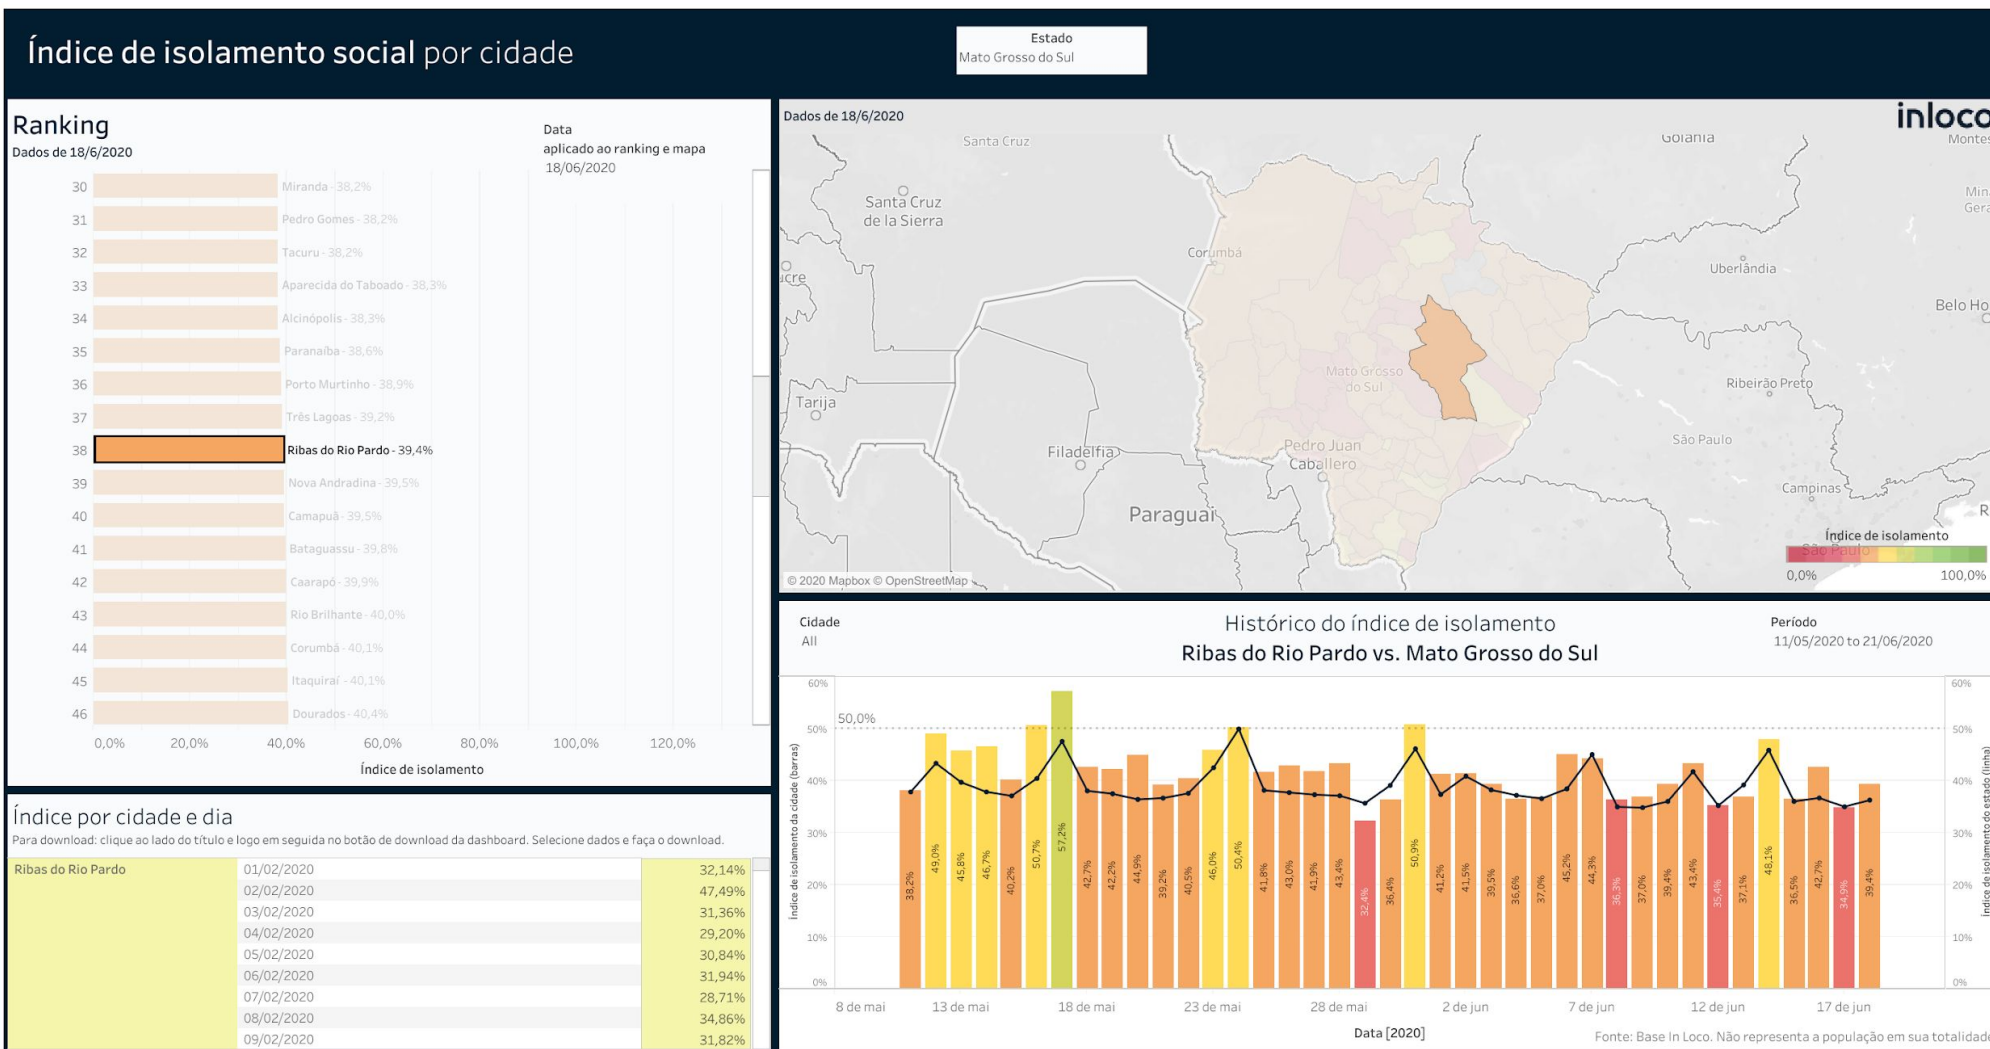 Índice de isolamento social por cidade
Estado
Mato Grosso do Sul
Ranking
Dados de 18/6/2020
Data
aplicado ao ranking e mapa
18/06/2020
30 Miranda - 38,2%
31 Pedro Gomes - 38,2%
32 Tacuru - 38,2%
33 Aparecida do Taboado - 38,3%
34 Alcinópolis - 38,3%
35 Paranaíba - 38,6%
36 Porto Murtinho - 38,9%
37 Três Lagoas - 39,2%
38 Ribas do Rio Pardo - 39,4%
39 Nova Andradina - 39,5%
40 Camapuã - 39,5%
41 Bataguassu - 39,8%
42 Caarapó - 39,9%
43 Rio Brilhante - 40,0%
44 Corumbá - 40,1%
45 Itaquiraí - 40,1%
46 Dourados - 40,4%
0,0% 20,0% 40,0% 60,0% 80,0% 100,0% 120,0%
Índice de isolamento
Índice por cidade e dia
Para download: clique ao lado do título e logo em seguida no botão de download da dashboard. Selecione dados e faça o download.
Ribas do Rio Pardo 01/02/2020 32,14%
02/02/2020 47,49%
03/02/2020 31,36%
04/02/2020 29,20%
05/02/2020 30,84%
06/02/2020 31,94%
07/02/2020 28,71%
08/02/2020 34,86%
09/02/2020 31,82%
Dados de 18/6/2020
inloco
Santa Cruz
Goiania
Montes
Santa Cruz
de la Sierra
Mina
Gera
Corumbá
Uberlândia
ucre
Belo Ho
Mato Grosso
do Sul
Ribeirão Preto
Tarija
São Paulo
Filadélfia
Pedro Juan
Caballero
Campinas
Paraguai
R
Índice de isolamento
São Paulo
0,0% 100,0%
© 2020 Mapbox © OpenStreetMap
Cidade
All
Histórico do índice de isolamento
Ribas do Rio Pardo vs. Mato Grosso do Sul
Período
11/05/2020 to 21/06/2020
Índice de isolamento da cidade (barras)
60%
50%
40%
30%
20%
10%
0%
50,0%
38,2% 49,0% 45,8% 46,7% 40,2% 50,7% 57,2% 42,7% 42,2% 44,9% 39,2% 40,5% 46,0% 50,4% 41,8% 43,0% 41,9% 43,4% 32,4% 36,4% 50,9% 41,2% 41,5% 39,5% 36,6% 37,0% 45,2% 44,3% 36,3% 37,0% 39,4% 43,4% 35,4% 37,1% 48,1% 36,5% 42,7% 34,9% 39,4%
60%
50%
40%
30%
20%
10%
0%
Índice de isolamento do estado (linha)
8 de mai 13 de mai 18 de mai 23 de mai 28 de mai 2 de jun 7 de jun 12 de jun 17 de jun
Data [2020]
Fonte: Base In Loco. Não representa a população em sua totalidade